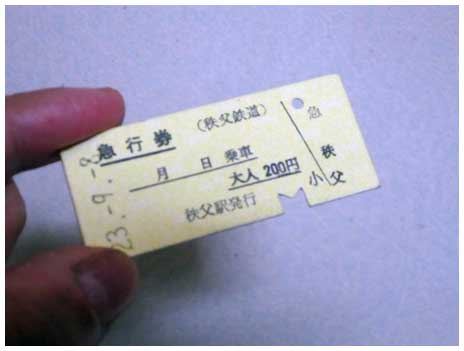 (秩父鉄道)
急行券
月 日 乗車
大人 200円
秩父駅発行
急
秩父
小
23.-9.-8